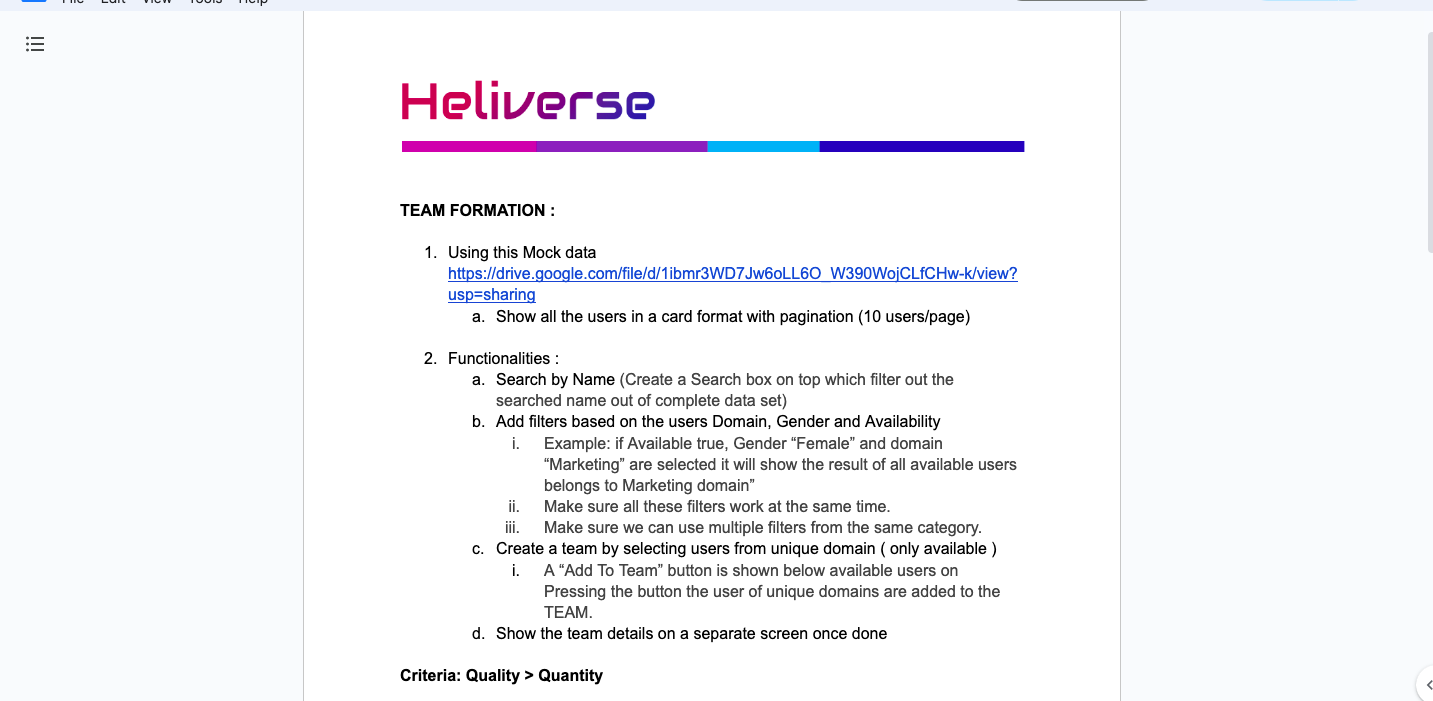 File Edit View Tools Help
Heliverse
TEAM FORMATION :
1. Using this Mock data
https://drive.google.com/file/d/1ibmr3WD7Jw6oLL6O_W390WojCLfCHw-k/view?
usp=sharing
a. Show all the users in a card format with pagination (10 users/page)
2. Functionalities :
a. Search by Name (Create a Search box on top which filter out the
searched name out of complete data set)
b. Add filters based on the users Domain, Gender and Availability
i. Example: if Available true, Gender “Female” and domain
“Marketing” are selected it will show the result of all available users
belongs to Marketing domain”
ii. Make sure all these filters work at the same time.
iii. Make sure we can use multiple filters from the same category.
c. Create a team by selecting users from unique domain ( only available )
i. A “Add To Team” button is shown below available users on
Pressing the button the user of unique domains are added to the
TEAM.
d. Show the team details on a separate screen once done
Criteria: Quality > Quantity